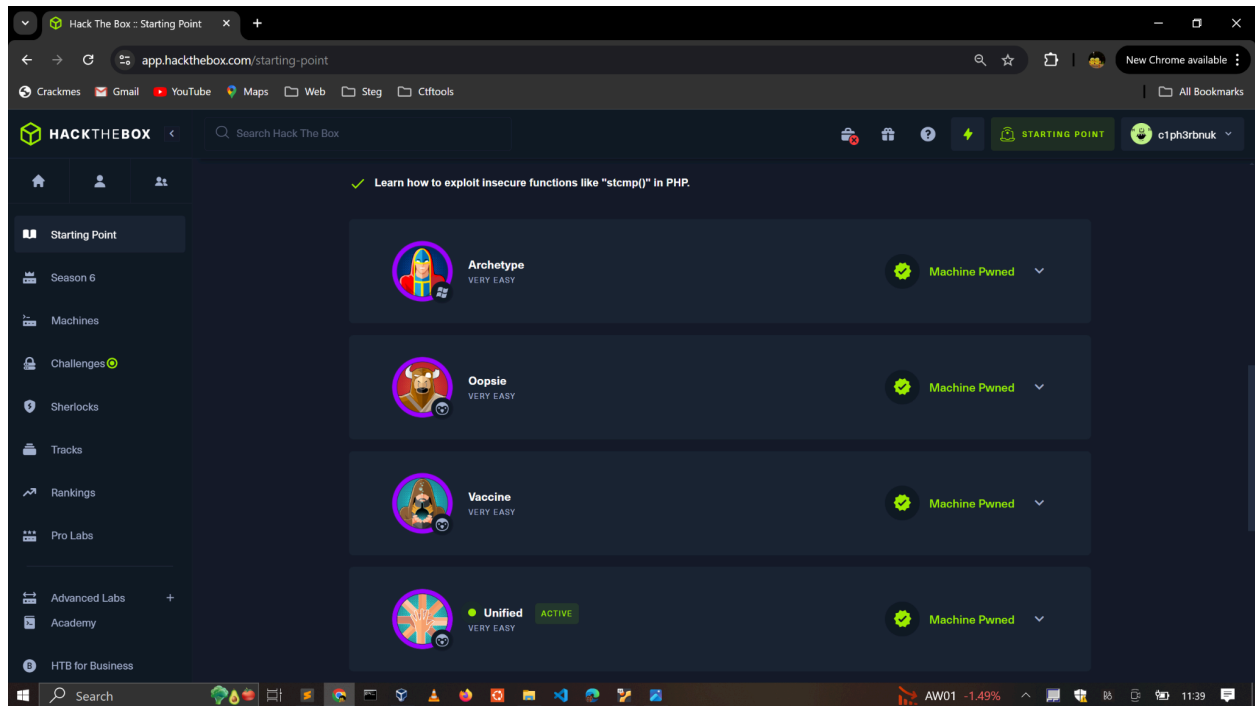 Hack The Box :: Starting Point
app.hackthebox.com/starting-point
New Chrome available
Crackmes Gmail YouTube Maps Web Steg Ctftools All Bookmarks
HACKTHEBOX
Search Hack The Box
STARTING POINT
c1ph3rbnuk
Learn how to exploit insecure functions like "stcmp()" in PHP.
Starting Point
Season 6
Machines
Challenges
Sherlocks
Tracks
Rankings
Pro Labs
Advanced Labs +
Academy
HTB for Business
Archetype
VERY EASY
Machine Pwned
Oopsie
VERY EASY
Machine Pwned
Vaccine
VERY EASY
Machine Pwned
Unified ACTIVE
VERY EASY
Machine Pwned
Search
AW01 -1.49%
11:39